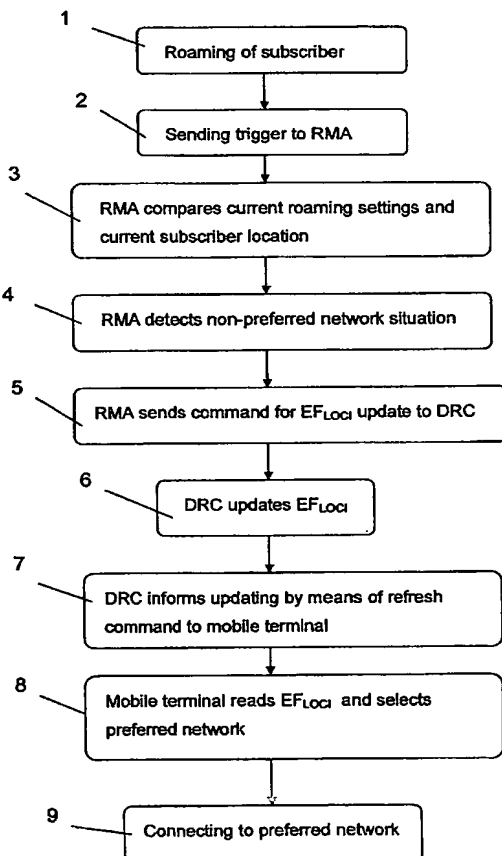 1
Roaming of subscriber
2
Sending trigger to RMA
3
RMA compares current roaming settings and
current subscriber location
4
RMA detects non-preferred network situation
5
RMA sends command for EFLOCI update to DRC
6
DRC updates EFLOCI
7
DRC informs updating by means of refresh
command to mobile terminal
8
Mobile terminal reads EFLOCI and selects
preferred network
9
Connecting to preferred network